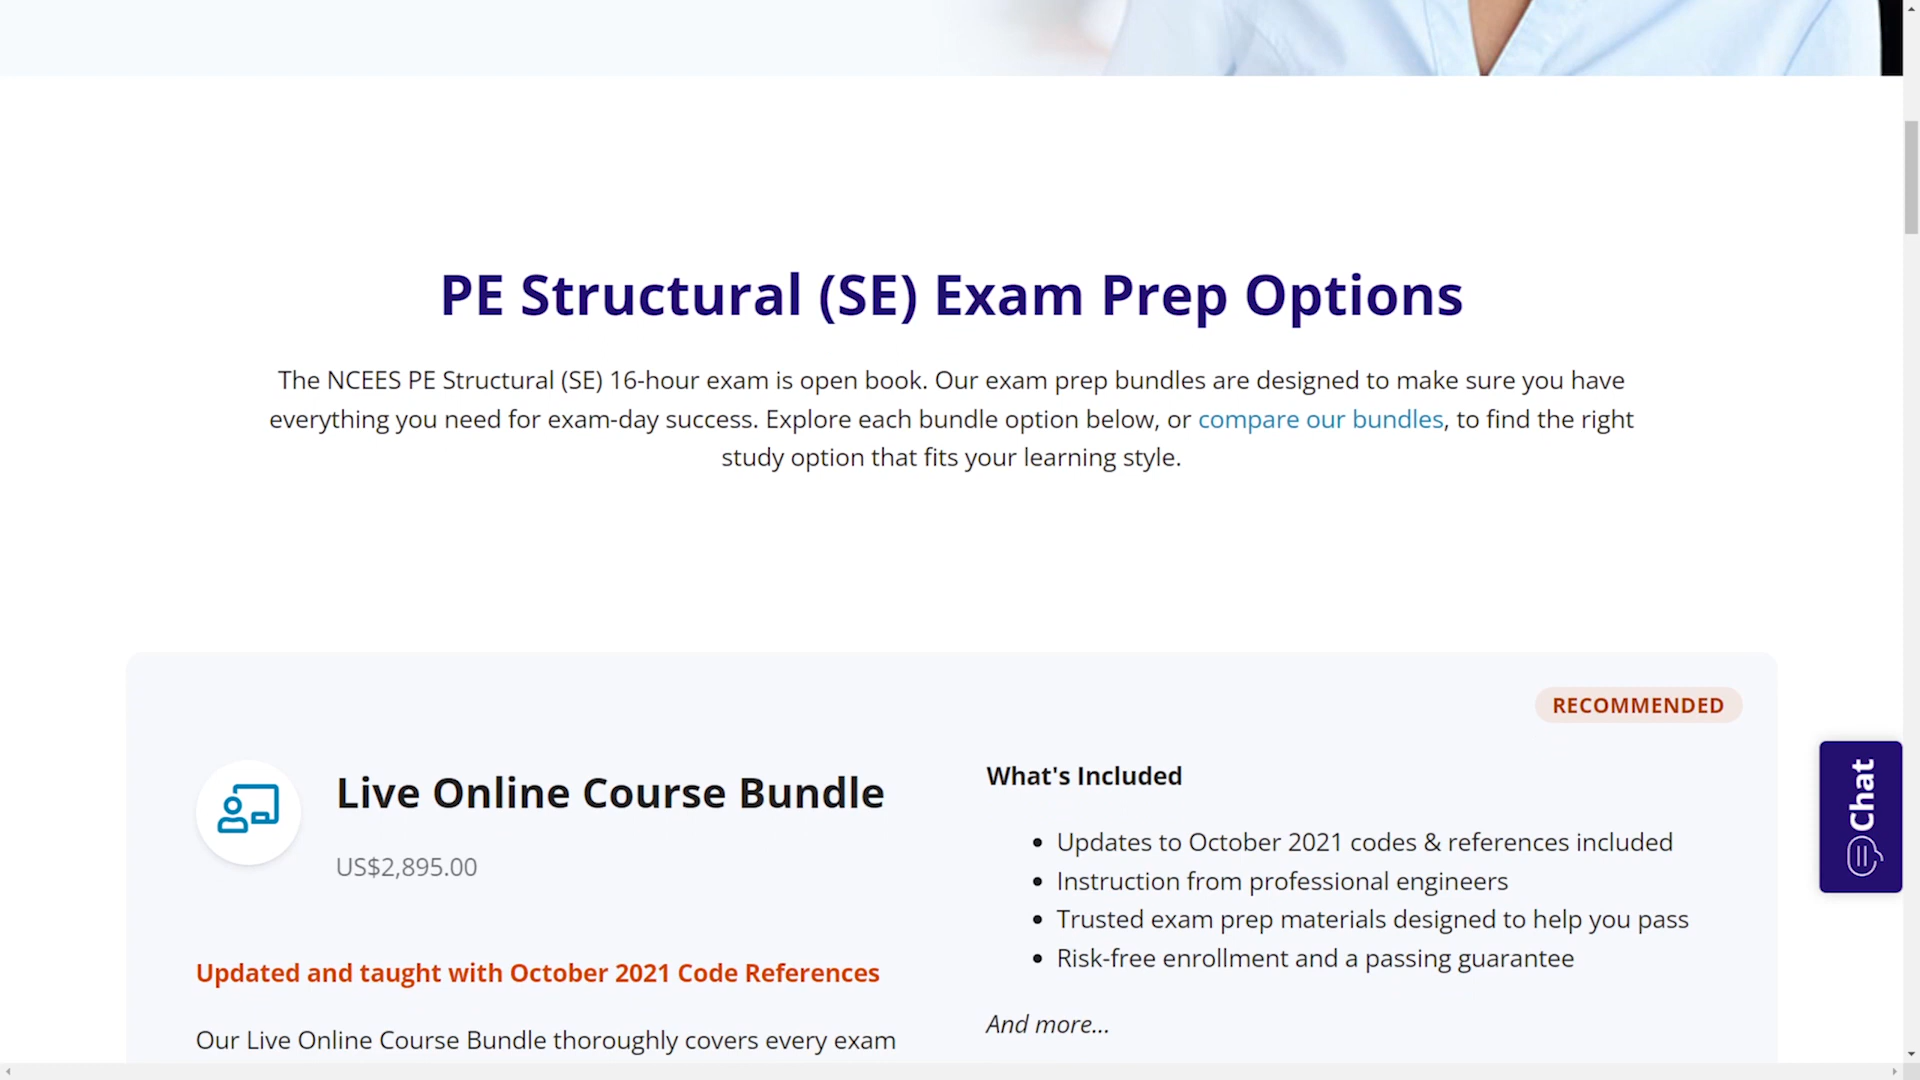 PE Structural (SE) Exam Prep Options
The NCEES PE Structural (SE) 16-hour exam is open book. Our exam prep bundles are designed to make sure you have
everything you need for exam-day success. Explore each bundle option below, or compare our bundles, to find the right
study option that fits your learning style.
RECOMMENDED
Live Online Course Bundle
US$2,895.00
Updated and taught with October 2021 Code References
Our Live Online Course Bundle thoroughly covers every exam
What's Included
• Updates to October 2021 codes & references included
• Instruction from professional engineers
• Trusted exam prep materials designed to help you pass
• Risk-free enrollment and a passing guarantee
And more...
Chat